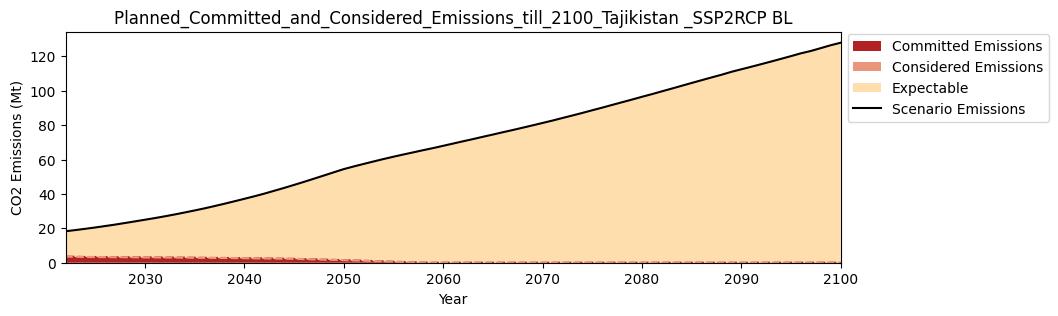 Planned_Committed_and_Considered_Emissions_till_2100_Tajikistan _SSP2RCP BL
CO2 Emissions (Mt)
120
100
80
60
40
20
0
2030 2040 2050 2060 2070 2080 2090 2100
Year
Committed Emissions
Considered Emissions
Expectable
Scenario Emissions